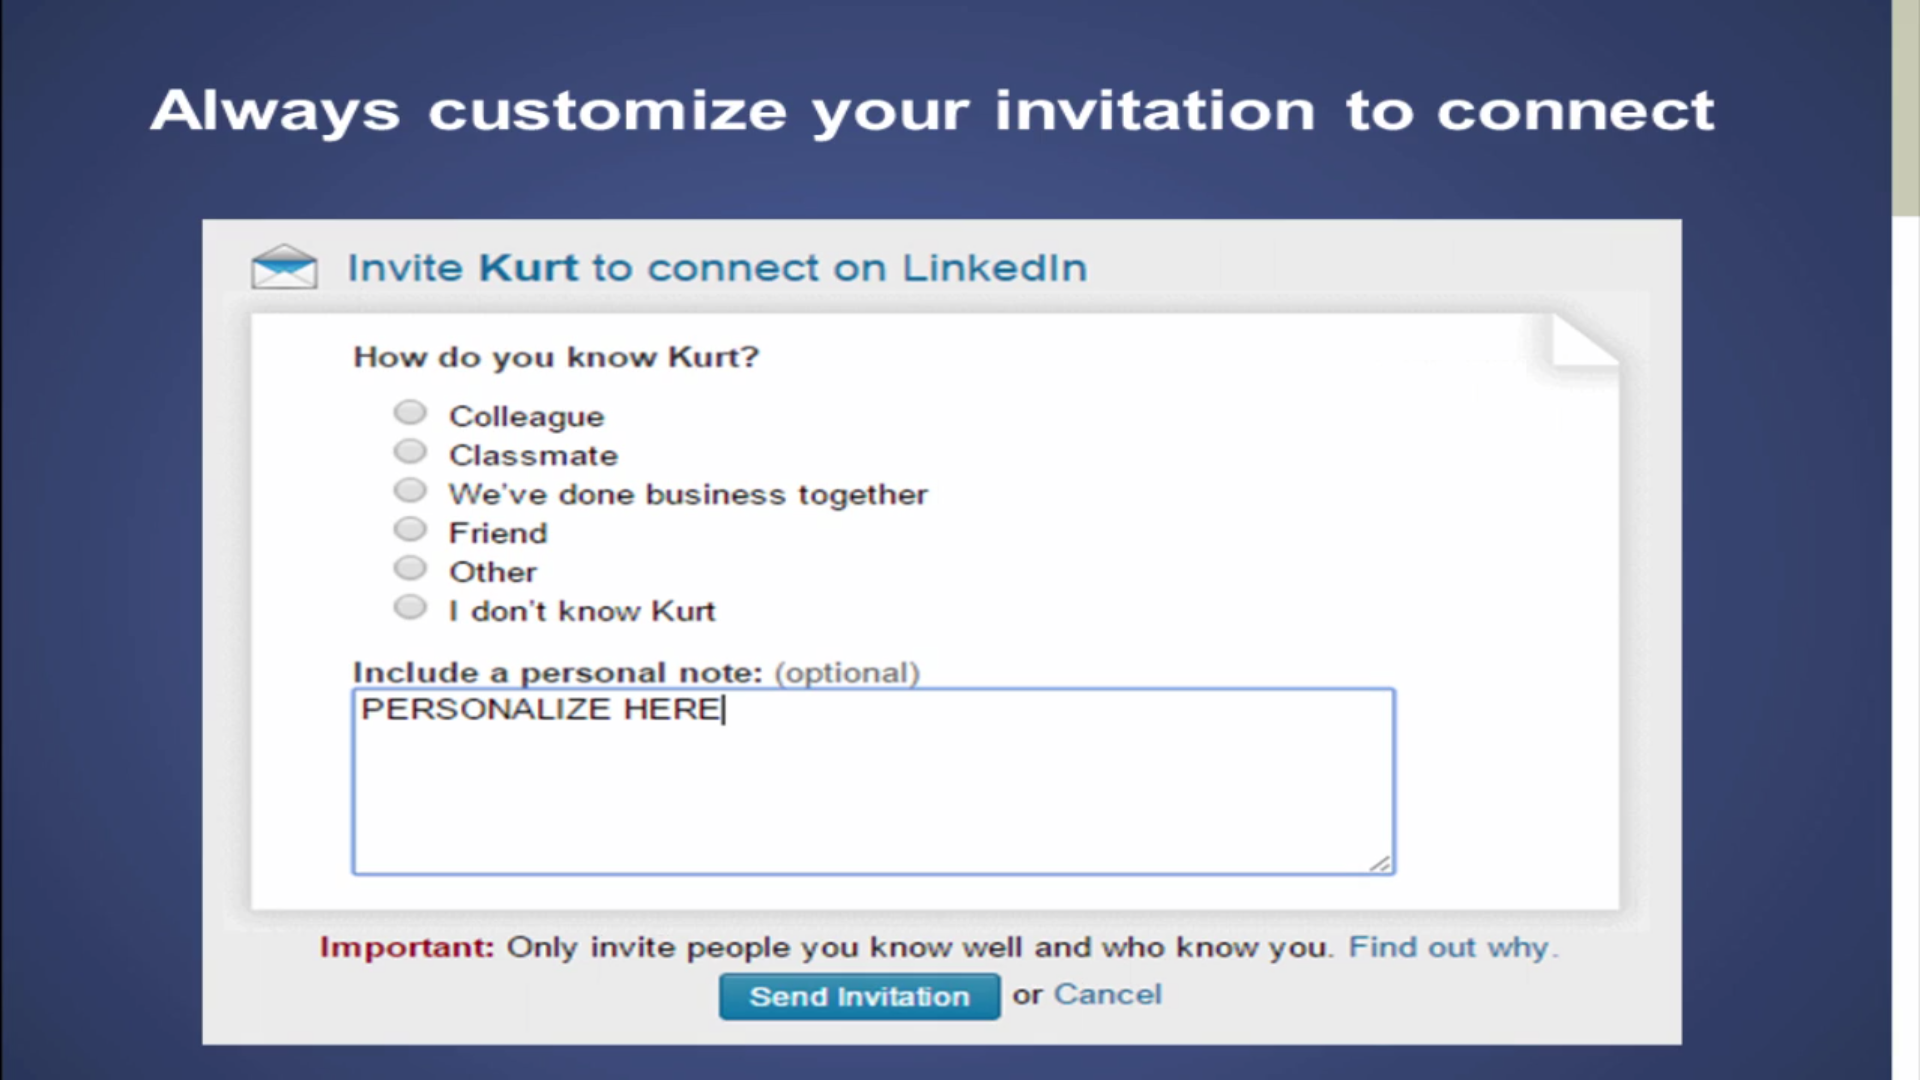 Always customize your invitation to connect
Invite Kurt to connect on LinkedIn
How do you know Kurt?
Colleague
Classmate
We've done business together
Friend
Other
I don't know Kurt
Include a personal note: (optional)
PERSONALIZE HERE
Important: Only invite people you know well and who know you. Find out why.
Send Invitation or Cancel